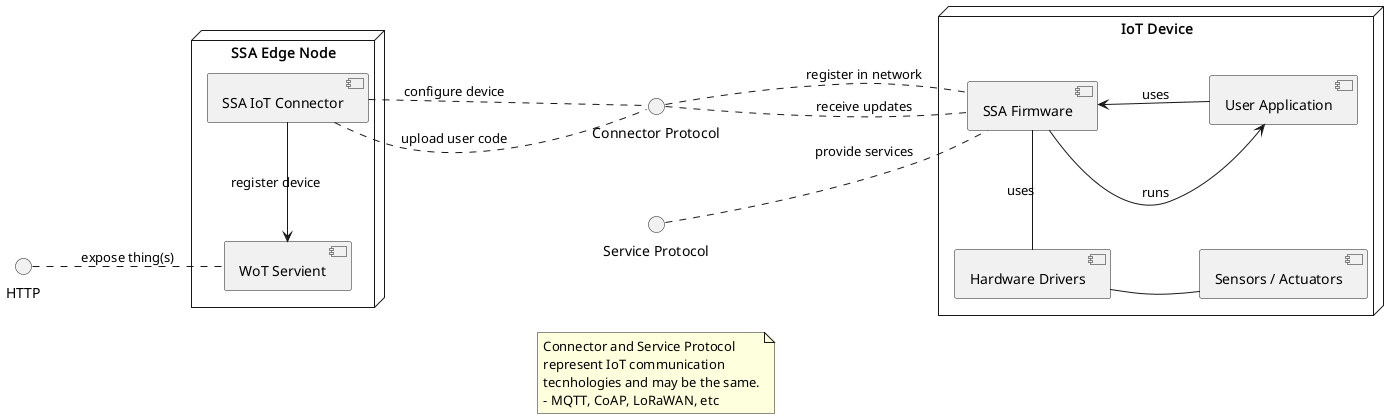 IoT Device
SSA Edge Node
SSA IoT Connector
configure device
Connector Protocol
register in network
receive updates
SSA Firmware
uses
User Application
upload user code
provide services
register device
uses
runs
Service Protocol
expose thing(s)
HTTP
WoT Servient
Hardware Drivers
Sensors / Actuators
Connector and Service Protocol
represent IoT communication
tecnhologies and may be the same.
- MQTT, CoAP, LoRaWAN, etc